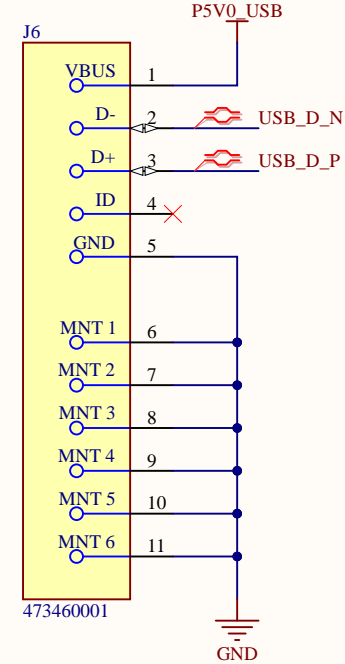 P5V0_USB
J6
VBUS 1
D- 2 USB_D_N
D+ 3 USB_D_P
ID 4
GND 5
MNT 1 6
MNT 2 7
MNT 3 8
MNT 4 9
MNT 5 10
MNT 6 11
473460001
GND